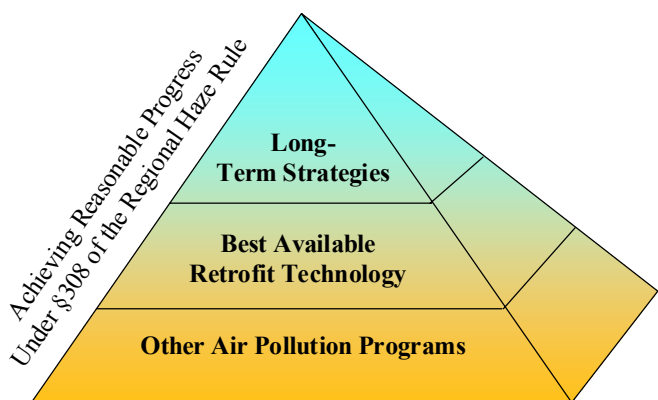 Achieving Reasonable Progress
Under §308 of the Regional Haze Rule
Long-
Term Strategies
Best Available
Retrofit Technology
Other Air Pollution Programs